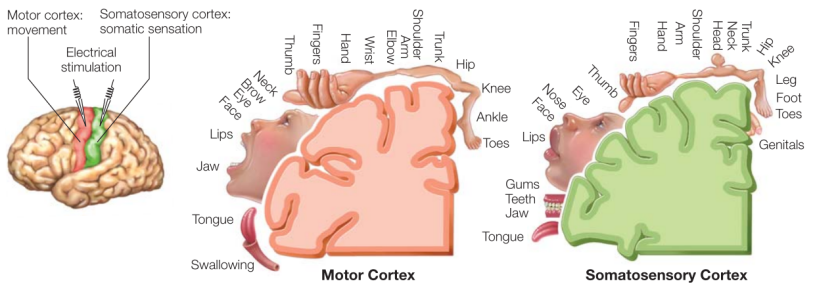 Motor cortex:
movement
Somatosensory cortex:
somatic sensation
Electrical
stimulation
Swallowing
Tongue
Jaw
Lips
Face
Eye
Brow
Neck
Thumb
Fingers
Hand
Wrist
Elbow
Arm
Shoulder
Trunk
Hip
Knee
Ankle
Toes
Motor Cortex
Tongue
Jaw
Teeth
Gums
Lips
Face
Nose
Eye
Thumb
Fingers
Hand
Arm
Shoulder
Head
Neck
Trunk
Hip
Knee
Leg
Foot
Toes
Genitals
Somatosensory Cortex